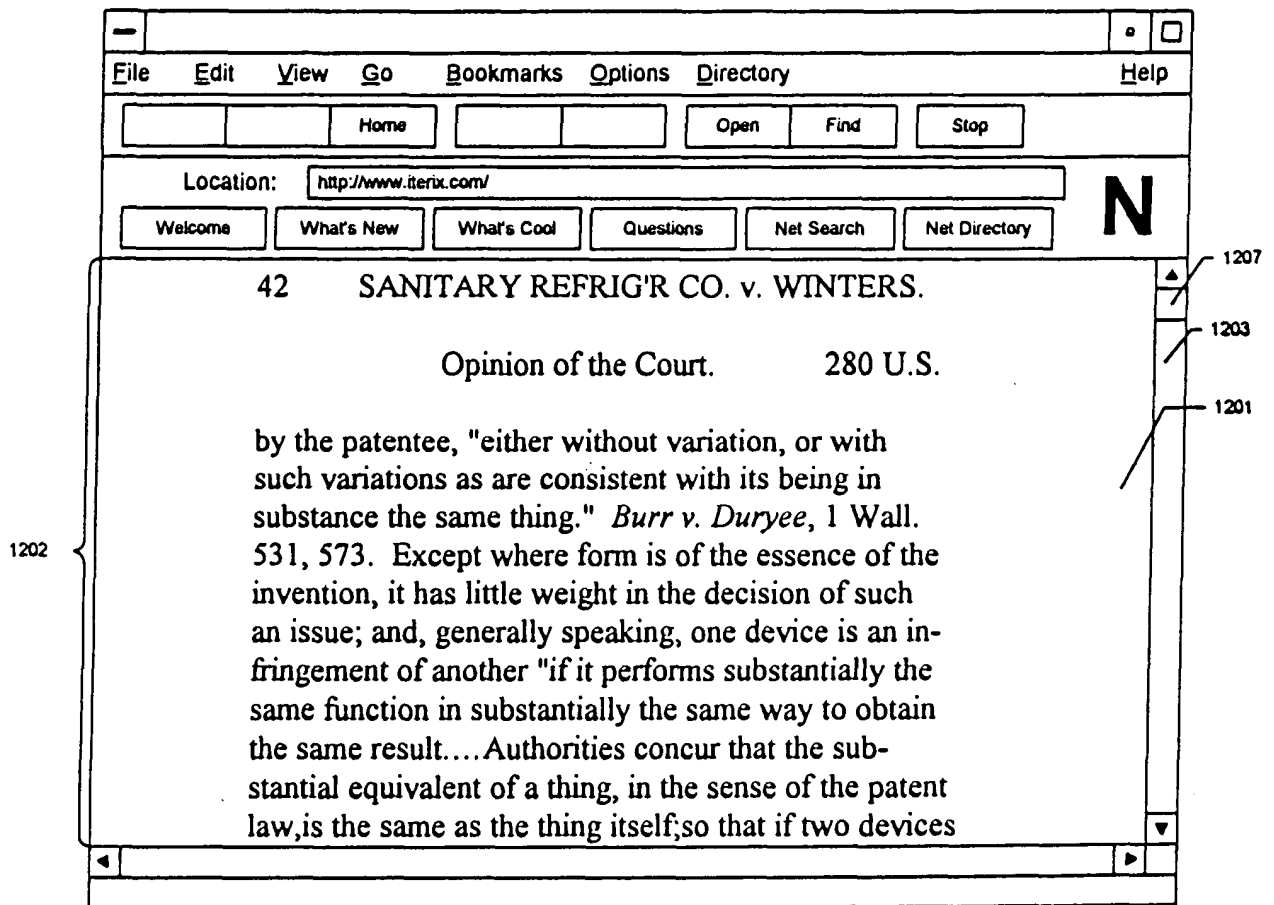 File Edit View Go Bookmarks Options Directory Help
Home Open Find Stop
Location: http://www.iterix.com/
N
Welcome What's New What's Cool Questions Net Search Net Directory
1207
42 SANITARY REFRIG'R CO. v. WINTERS.
1203
Opinion of the Court. 280 U.S.
1201
by the patentee, "either without variation, or with
such variations as are consistent with its being in
substance the same thing." Burr v. Duryee, 1 Wall.
1202
531, 573. Except where form is of the essence of the
invention, it has little weight in the decision of such
an issue; and, generally speaking, one device is an in-
fringement of another "if it performs substantially the
same function in substantially the same way to obtain
the same result....Authorities concur that the sub-
stantial equivalent of a thing, in the sense of the patent
law,is the same as the thing itself;so that if two devices